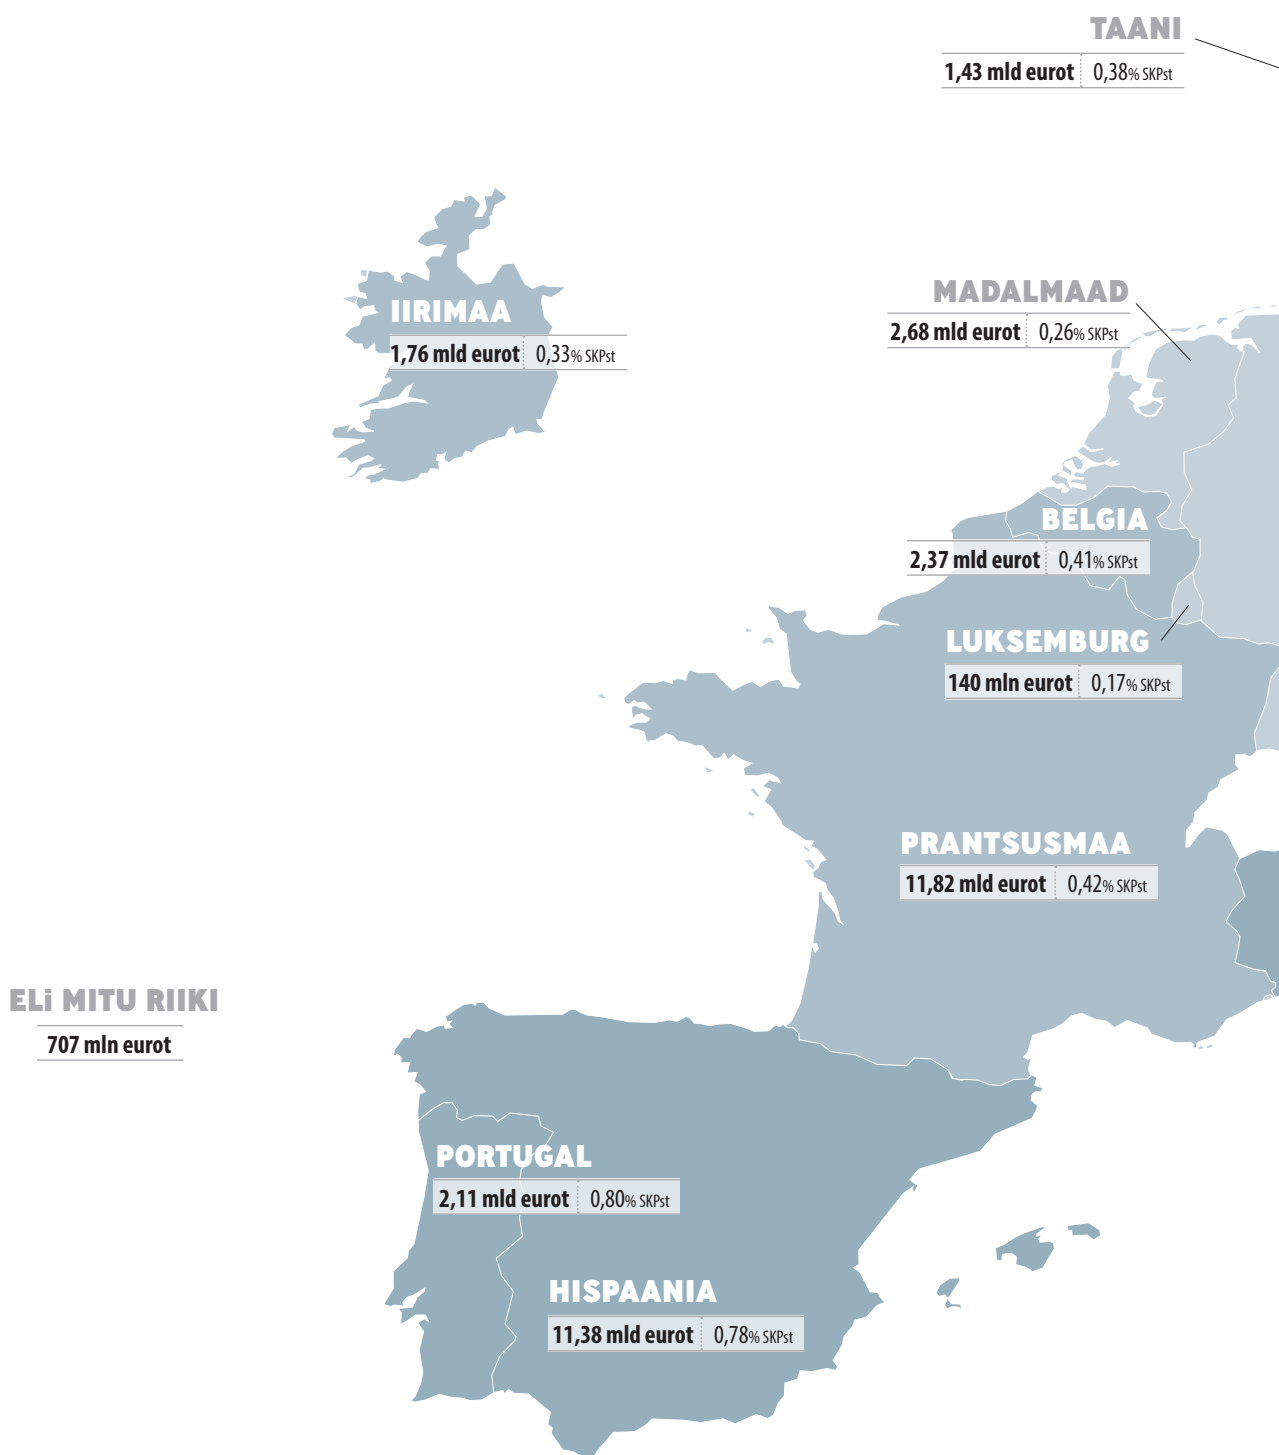 TAANI
1,43 mld eurot 0,38% SKPst
IIRIMAA
1,76 mld eurot 0,33% SKPst
MADALMAAD
2,68 mld eurot 0,26% SKPst
BELGIA
2,37 mld eurot 0,41% SKPst
LUKSEMBURG
140 mln eurot 0,17% SKPst
PRANTSUSMAA
11,82 mld eurot 0,42% SKPst
ELi MITU RIIKI
707 mln eurot
PORTUGAL
2,11 mld eurot 0,80% SKPst
HISPAANIA
11,38 mld eurot 0,78% SKPst